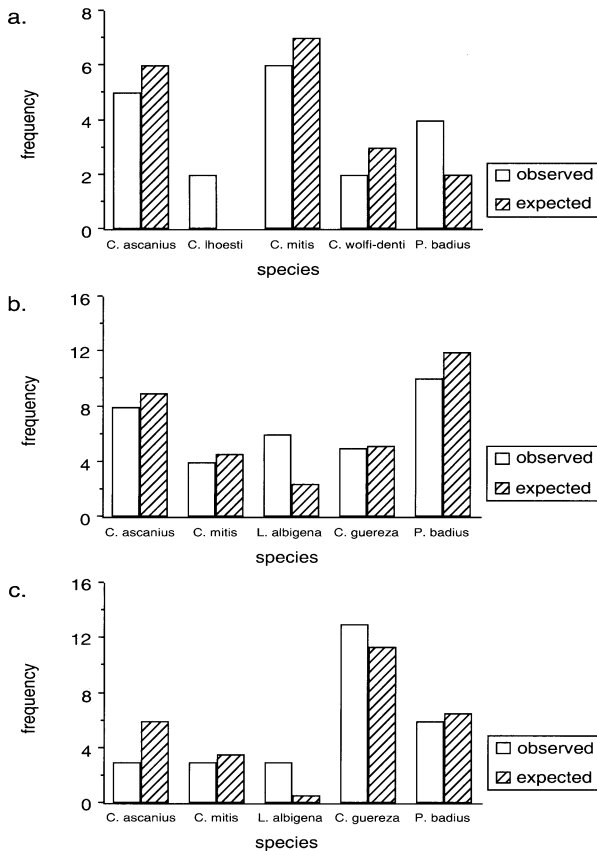 a.
8
6
4
2
0
frequency
C. ascanius C. lhoesti C. mitis C. wolfi-denti P. badius
species
observed
expected
b.
16
12
8
4
0
frequency
C. ascanius C. mitis L. albigena C. guereza P. badius
species
observed
expected
c.
16
12
8
4
0
frequency
C. ascanius C. mitis L. albigena C. guereza P. badius
species
observed
expected